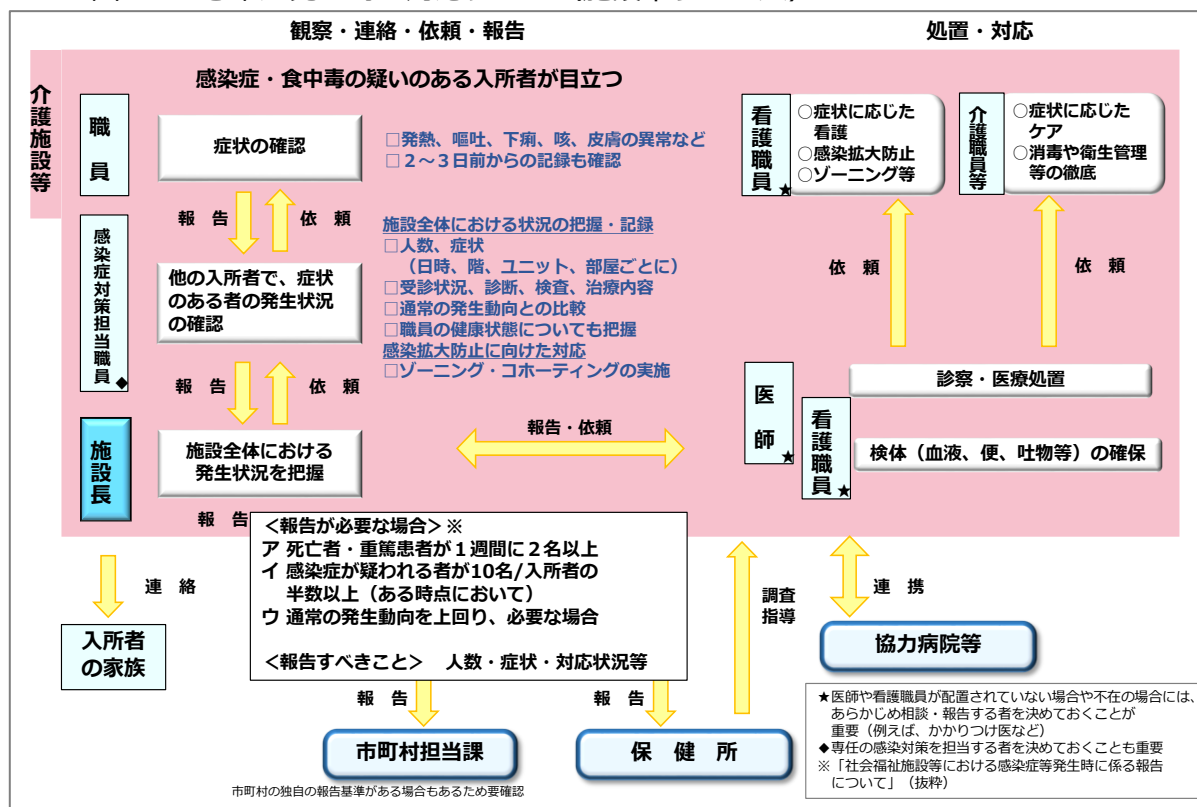 観察・連絡・依頼・報告
処置・対応
介護施設等
感染症・食中毒の疑いのある入所者が目立つ
職員
症状の確認
□発熱、嘔吐、下痢、咳、皮膚の異常など
□２～３日前からの記録も確認
報告
依頼
感染症対策担当職員◆
他の入所者で、症状
のある者の発生状況
の確認
施設全体における状況の把握・記録
□人数、症状
（日時、階、ユニット、部屋ごとに）
□受診状況、診断、検査、治療内容
□通常の発生動向との比較
□職員の健康状態についても把握
感染拡大防止に向けた対応
□ゾーニング・コホーティングの実施
報告
依頼
施設長
施設全体における
発生状況を把握
報告・依頼
看護職員★
○症状に応じた
看護
○感染拡大防止
○ゾーニング等
介護職員等
○症状に応じた
ケア
○消毒や衛生管理
等の徹底
依頼
依頼
医師★
看護職員★
診察・医療処置
検体（血液、便、吐物等）の確保
報告
＜報告が必要な場合＞※
ア 死亡者・重篤患者が１週間に２名以上
イ 感染症が疑われる者が10名/入所者の
半数以上（ある時点において）
ウ 通常の発生動向を上回り、必要な場合
＜報告すべきこと＞ 人数・症状・対応状況等
連絡
入所者
の家族
報告
報告
調査
指導
連携
市町村担当課
保健所
協力病院等
市町村の独自の報告基準がある場合もあるため要確認
★医師や看護職員が配置されていない場合や不在の場合には、
あらかじめ相談・報告する者を決めておくことが
重要（例えば、かかりつけ医など）
◆専任の感染対策を担当する者を決めておくことも重要
※「社会福祉施設等における感染症等発生時に係る報告
について」（抜粋）